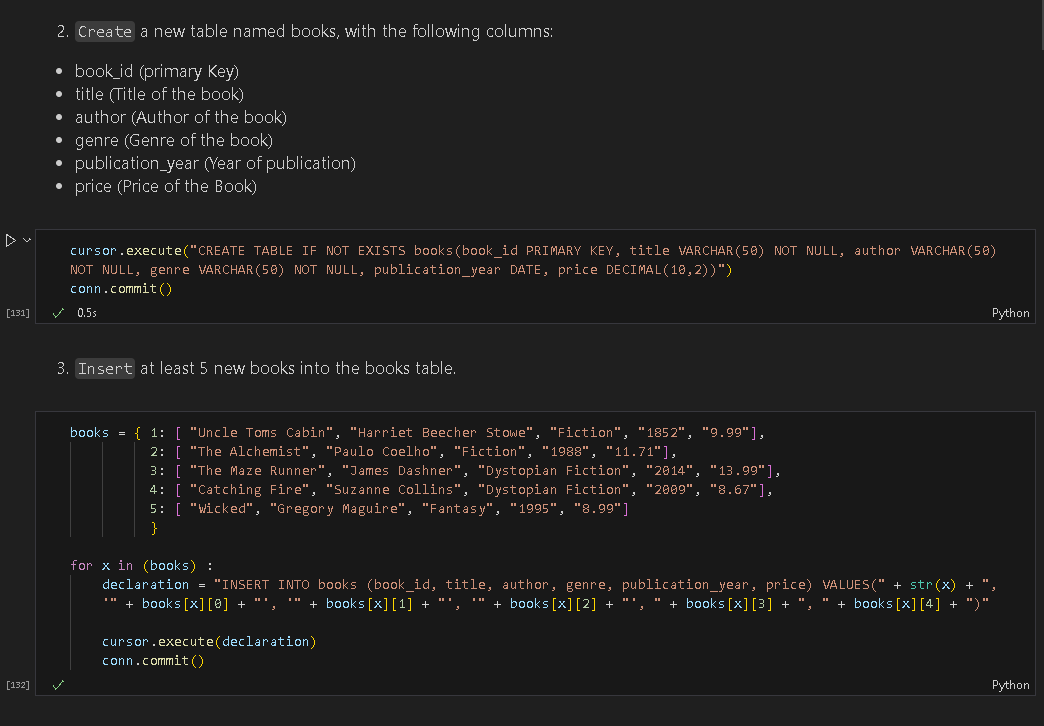 2. Create a new table named books, with the following columns:
• book_id (primary Key)
• title (Title of the book)
• author (Author of the book)
• genre (Genre of the book)
• publication_year (Year of publication)
• price (Price of the Book)
cursor.execute("CREATE TABLE IF NOT EXISTS books(book_id PRIMARY KEY, title VARCHAR(50) NOT NULL, author VARCHAR(50)
NOT NULL, genre VARCHAR(50) NOT NULL, publication_year DATE, price DECIMAL(10,2))")
conn.commit()
[131] ✓ 0.5s Python
3. Insert at least 5 new books into the books table.
books = { 1: [ "Uncle Toms Cabin", "Harriet Beecher Stowe", "Fiction", "1852", "9.99"],
2: [ "The Alchemist", "Paulo Coelho", "Fiction", "1988", "11.71"],
3: [ "The Maze Runner", "James Dashner", "Dystopian Fiction", "2014", "13.99"],
4: [ "Catching Fire", "Suzanne Collins", "Dystopian Fiction", "2009", "8.67"],
5: [ "Wicked", "Gregory Maguire", "Fantasy", "1995", "8.99"]
}
for x in (books) :
declaration = "INSERT INTO books (book_id, title, author, genre, publication_year, price) VALUES(" + str(x) + ",
'" + books[x][0] + "', '" + books[x][1] + "', '" + books[x][2] + "', " + books[x][3] + ", " + books[x][4] + ")"
cursor.execute(declaration)
conn.commit()
[132] ✓ Python